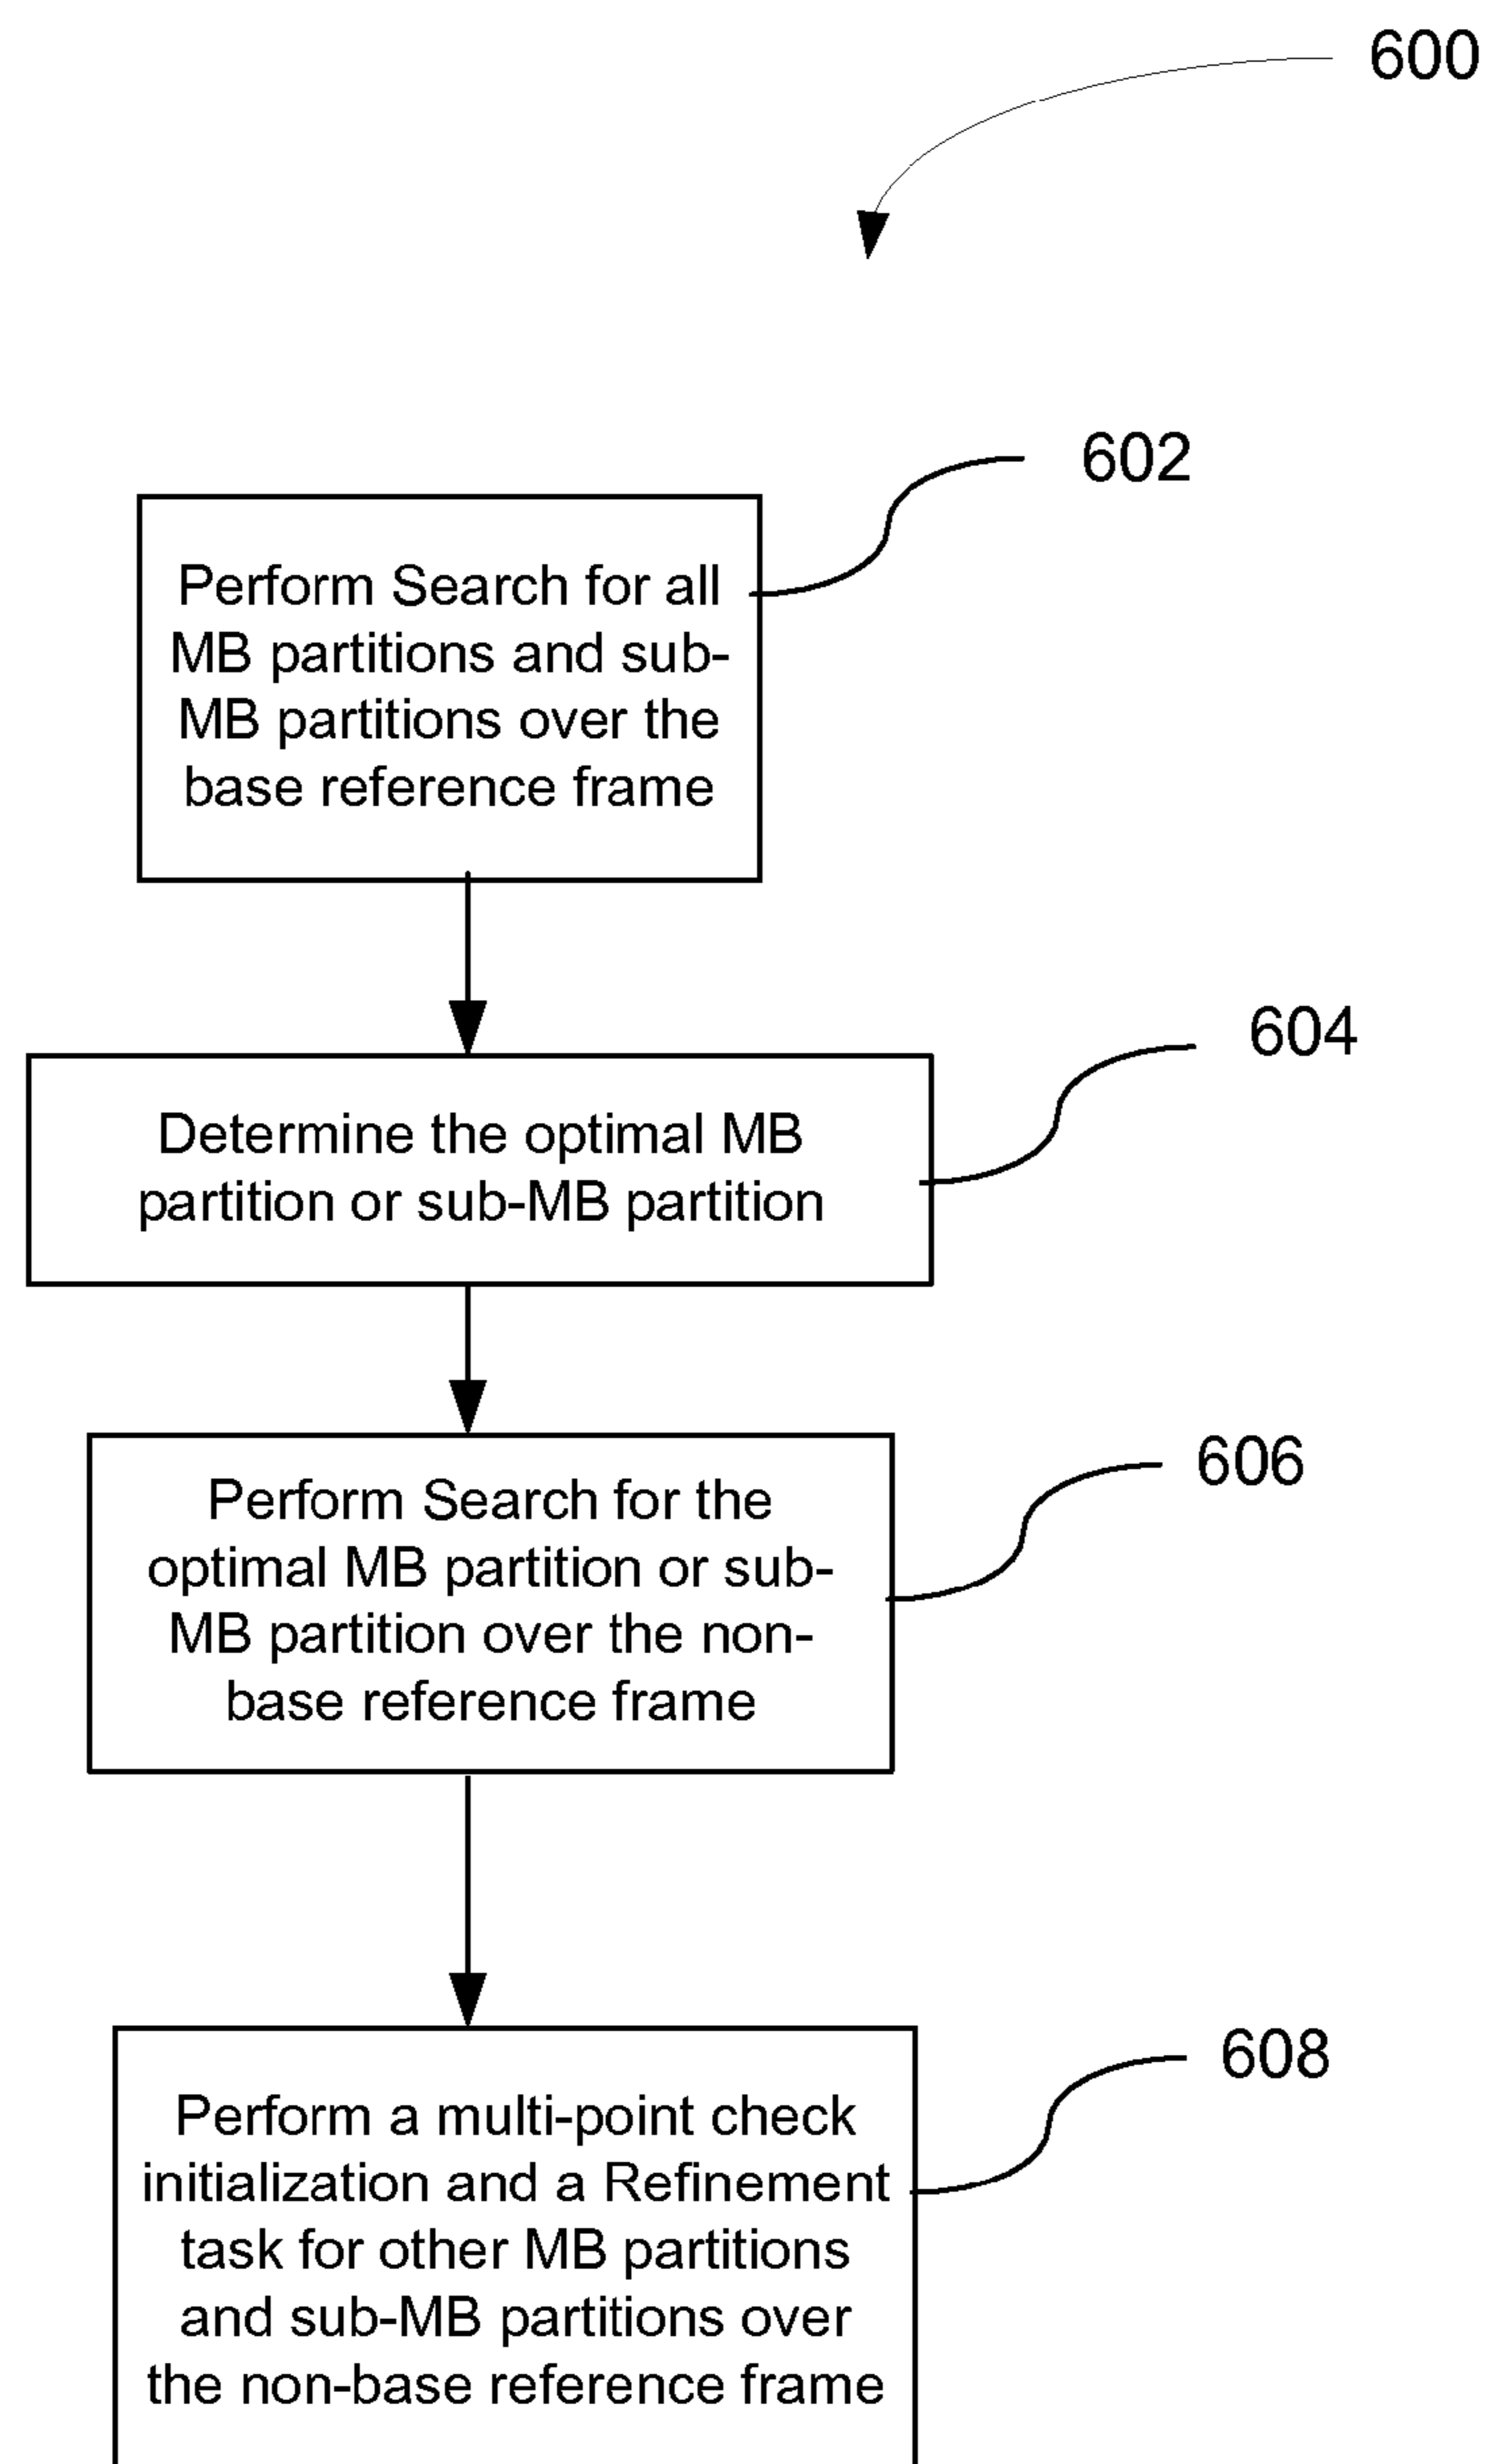 600
602
Perform Search for all
MB partitions and sub-
MB partitions over the
base reference frame
604
Determine the optimal MB
partition or sub-MB partition
606
Perform Search for the
optimal MB partition or sub-
MB partition over the non-
base reference frame
608
Perform a multi-point check
initialization and a Refinement
task for other MB partitions
and sub-MB partitions over
the non-base reference frame